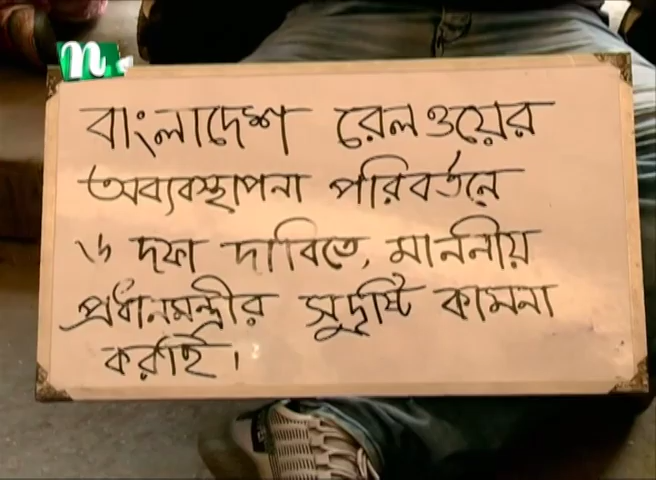 n
বাংলাদেশ রেলওয়ের
অব্যবস্থাপনা পরিবর্তনে
৬ দফা দাবিতে, মাননীয়
প্রধানমন্ত্রীর সুদৃষ্টি কামনা
করছি।